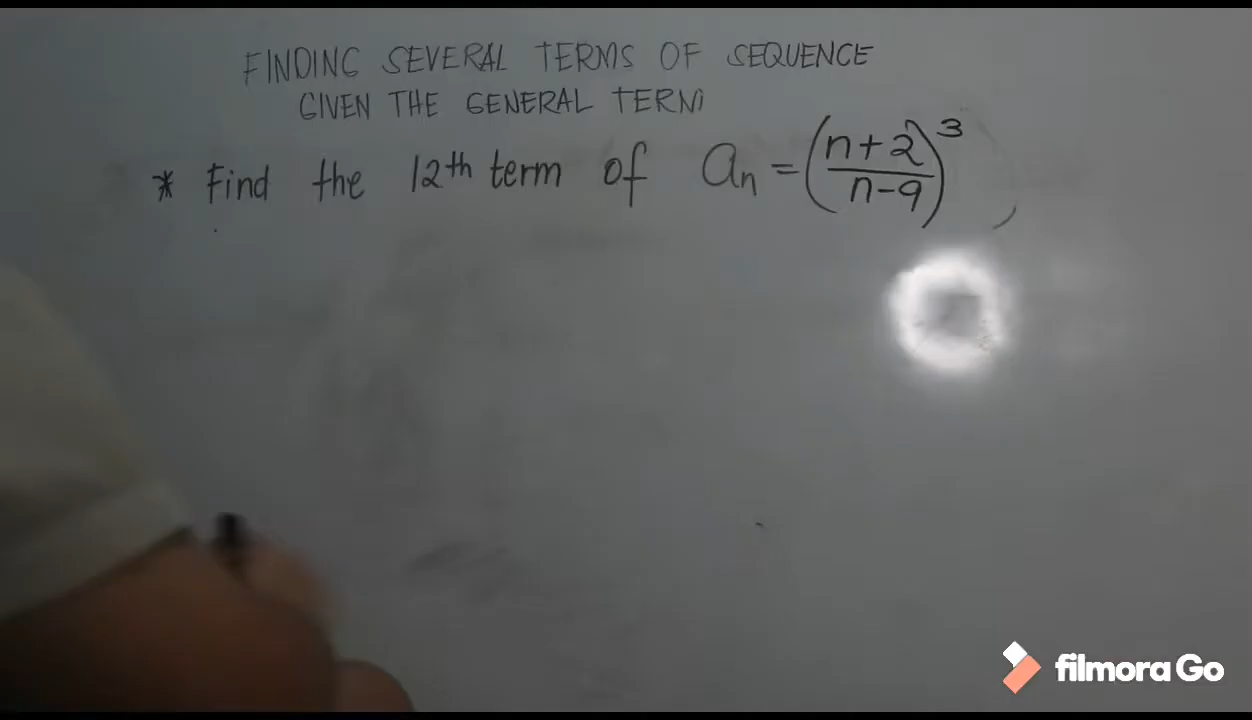 FINDING SEVERAL TERMS OF SEQUENCE
GIVEN THE GENERAL TERM
* Find the 12th term of an = (n+2/n-9)^3
filmora Go